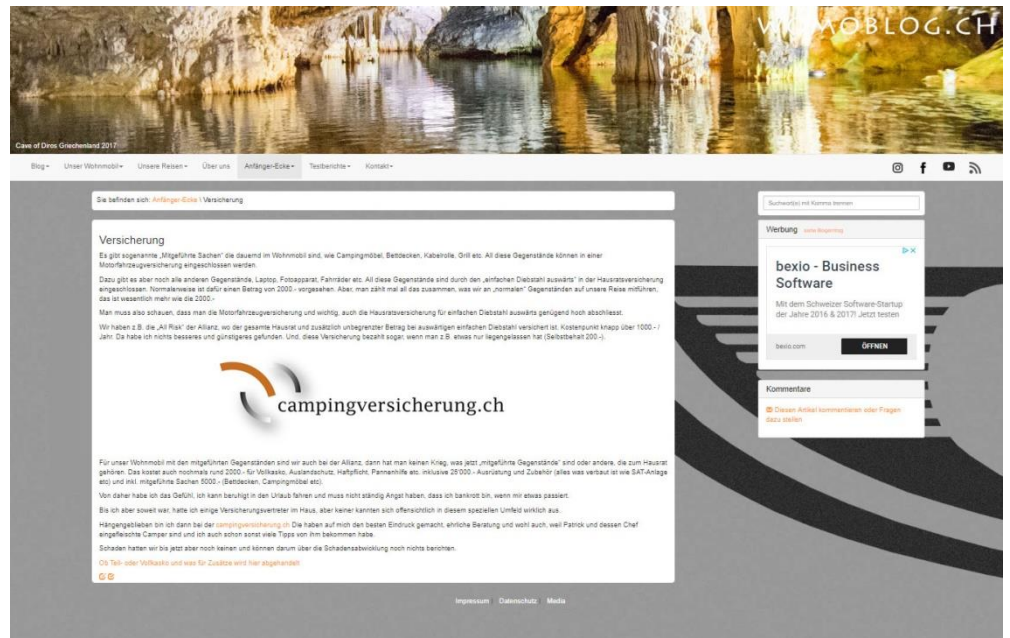 WOMOBLOG.CH
Cave of Diros Griechenland 2017
Blog Unser Wohnmobil Unsere Reisen Über uns Anfänger-Ecke Testberichte Kontakt
Sie befinden sich: Anfänger-Ecke \ Versicherung
Versicherung
Es gibt sogenannte „Mitgeführte Sachen“ die dauernd im Wohnmobil sind, wie Campingmöbel, Bettdecken, Kabelrolle, Grill etc. All diese Gegenstände können in einer
Motorfahrzeugversicherung eingeschlossen werden.
Dazu gibt es aber noch alle anderen Gegenstände, Laptop, Fotoapparat, Fahrräder etc. All diese Gegenstände sind durch den „einfachen Diebstahl auswärts“ in der Hausratsversicherung
eingeschlossen. Normalerweise ist dafür einen Betrag von 2000.- vorgesehen. Aber, man zählt mal all das zusammen, was wir an „normalen“ Gegenständen auf unsere Reise mitführen,
das ist wesentlich mehr wie die 2000.-
Man muss also schauen, dass man die Motorfahrzeugversicherung und wichtig, auch die Hausratsversicherung für einfachen Diebstahl auswärts genügend hoch abschliesst.
Wir haben z.B. die „All Risk“ der Allianz, wo der gesamte Hausrat und zusätzlich unbegrenzter Betrag bei auswärtigen einfachen Diebstahl versichert ist. Kostenpunkt knapp über 1000.- /
Jahr. Da habe ich nichts besseres und günstigeres gefunden. Und, diese Versicherung bezahlt sogar, wenn man z.B. etwas nur liegengelassen hat (Selbstbehalt 200.-).
campingversicherung.ch
Für unser Wohnmobil mit den mitgeführten Gegenständen sind wir auch bei der Allianz, dann hat man keinen Krieg, was jetzt „mitgeführte Gegenstände“ sind oder andere, die zum Hausrat
gehören. Das kostet auch nochmals rund 2000.- für Vollkasko, Auslandschutz, Haftpflicht, Pannenhilfe etc. inklusive 25'000.- Ausrüstung und Zubehör (alles was verbaut ist wie SAT-Anlage
etc) und inkl. mitgeführte Sachen 5000.- (Bettdecken, Campingmöbel etc).
Von daher habe ich das Gefühl, ich kann beruhigt in den Urlaub fahren und muss nicht ständig Angst haben, dass ich bankrott bin, wenn mir etwas passiert.
Bis ich aber soweit war, hatte ich einige Versicherungsvertreter im Haus, aber keiner kannten sich offensichtlich in diesem speziellen Umfeld wirklich aus.
Hängengeblieben bin ich dann bei der campingversicherung.ch Die haben auf mich den besten Eindruck gemacht, ehrliche Beratung und wohl auch, weil Patrick und dessen Chef
eingefleischte Camper sind und ich auch schon sonst viele Tipps von ihm bekommen habe.
Schaden hatten wir bis jetzt aber noch keinen und können darum über die Schadensabwicklung noch nichts berichten.
Ob Teil- oder Vollkasko und was für Zusätze wird hier abgehandelt
Suchwort(e) mit Komma trennen
Werbung
bexio - Business
Software
Mit dem Schweizer Software-Startup
der Jahre 2016 & 2017! Jetzt testen
bexio.com ÖFFNEN
Kommentare
Diesen Artikel kommentieren oder Fragen
dazu stellen
Impressum | Datenschutz | Media